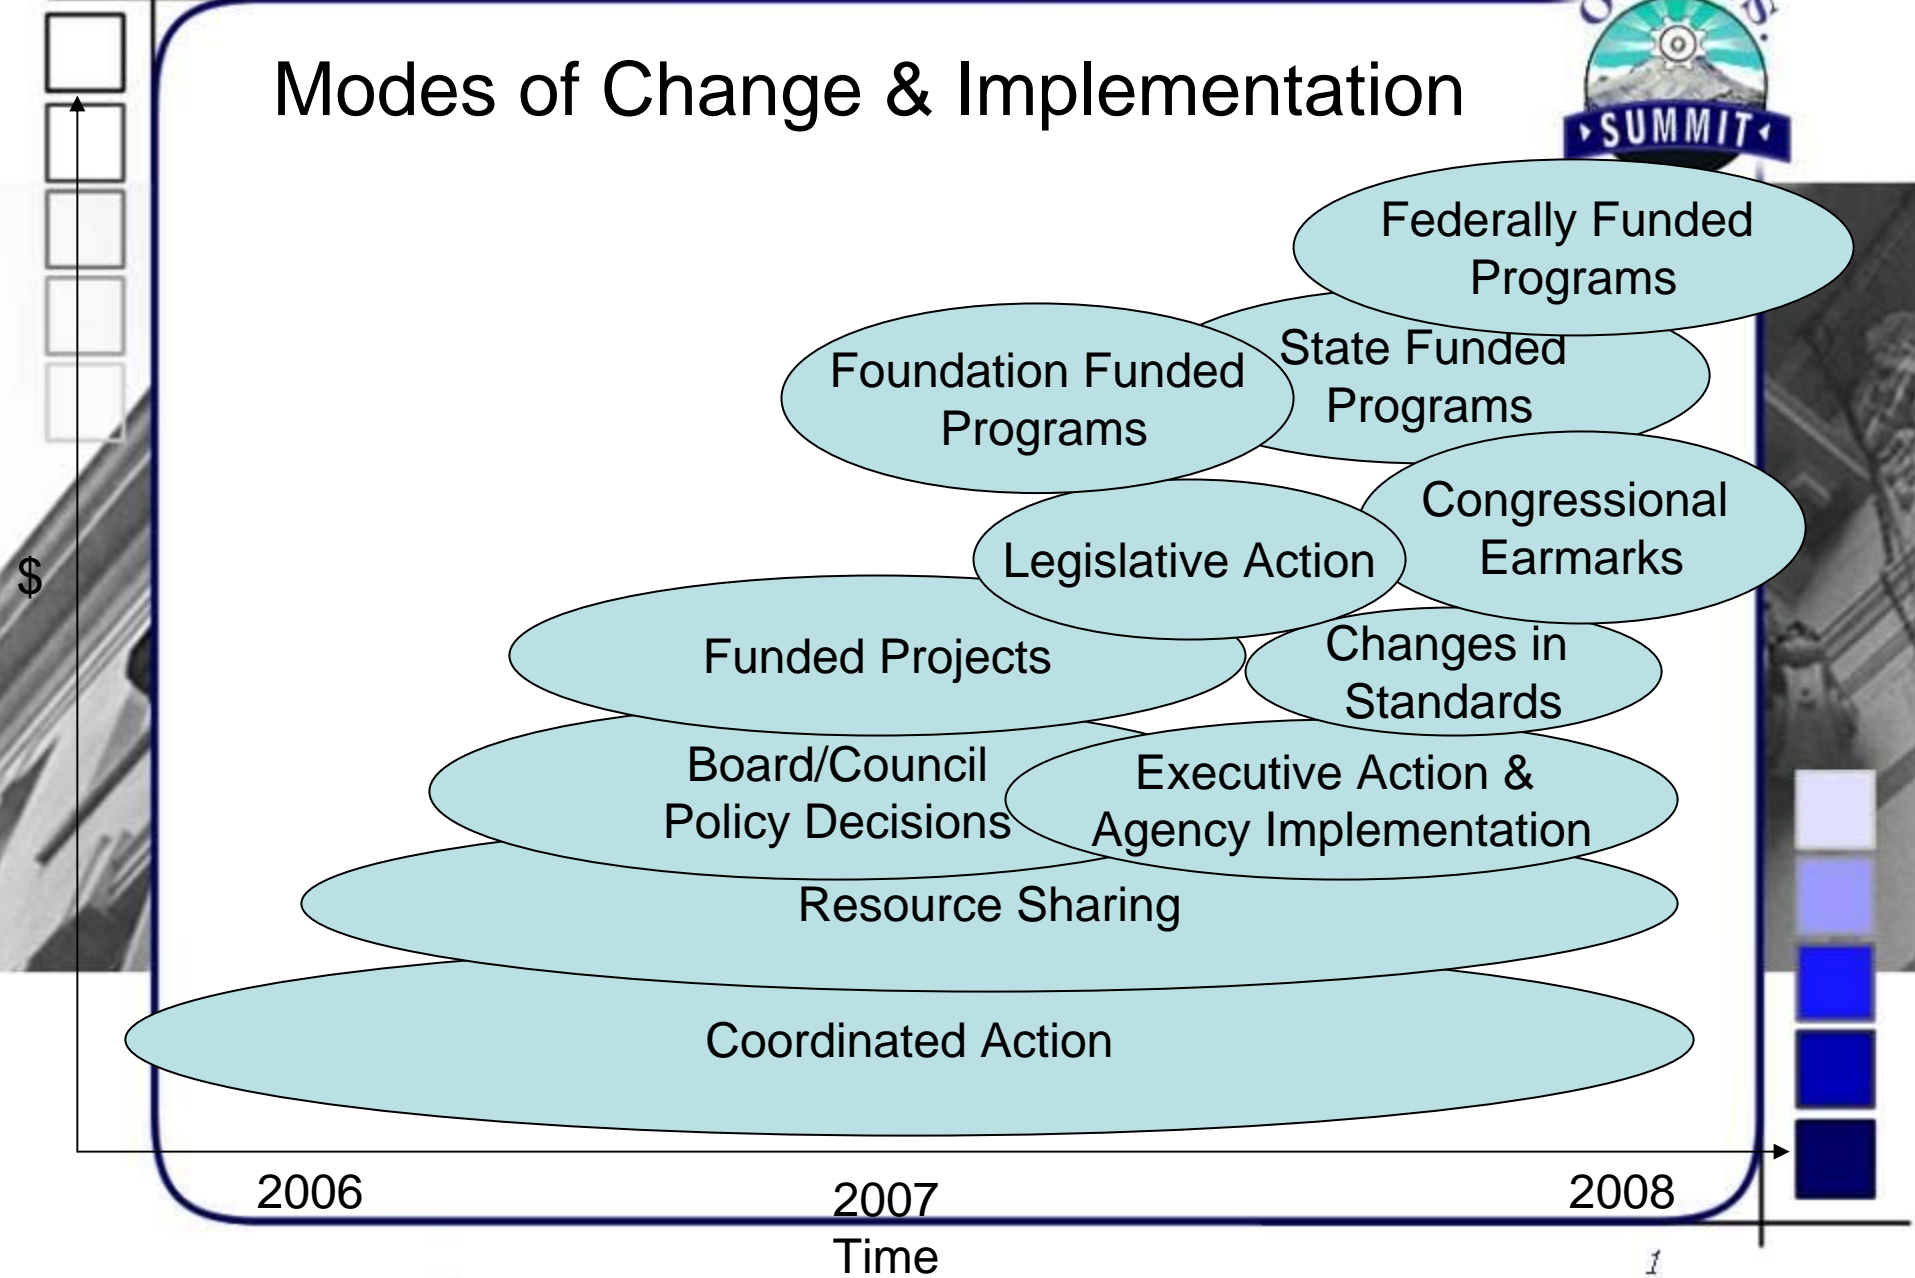 Modes of Change & Implementation
SUMMIT
Federally Funded
Programs
State Funded
Programs
Foundation Funded
Programs
Congressional
Earmarks
Legislative Action
$
Funded Projects
Changes in
Standards
Board/Council
Policy Decisions
Executive Action &
Agency Implementation
Resource Sharing
Coordinated Action
2006
2007
2008
Time
1